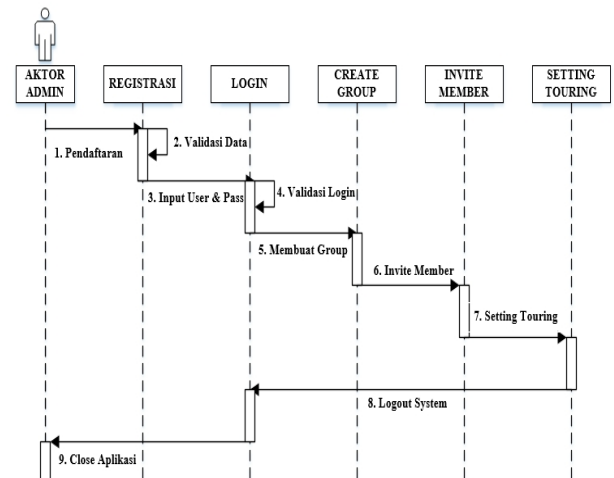 AKTOR
ADMIN
REGISTRASI
LOGIN
CREATE
GROUP
INVITE
MEMBER
SETTING
TOURING
1. Pendaftaran
2. Validasi Data
3. Input User & Pass
4. Validasi Login
5. Membuat Group
6. Invite Member
7. Setting Touring
8. Logout System
9. Close Aplikasi